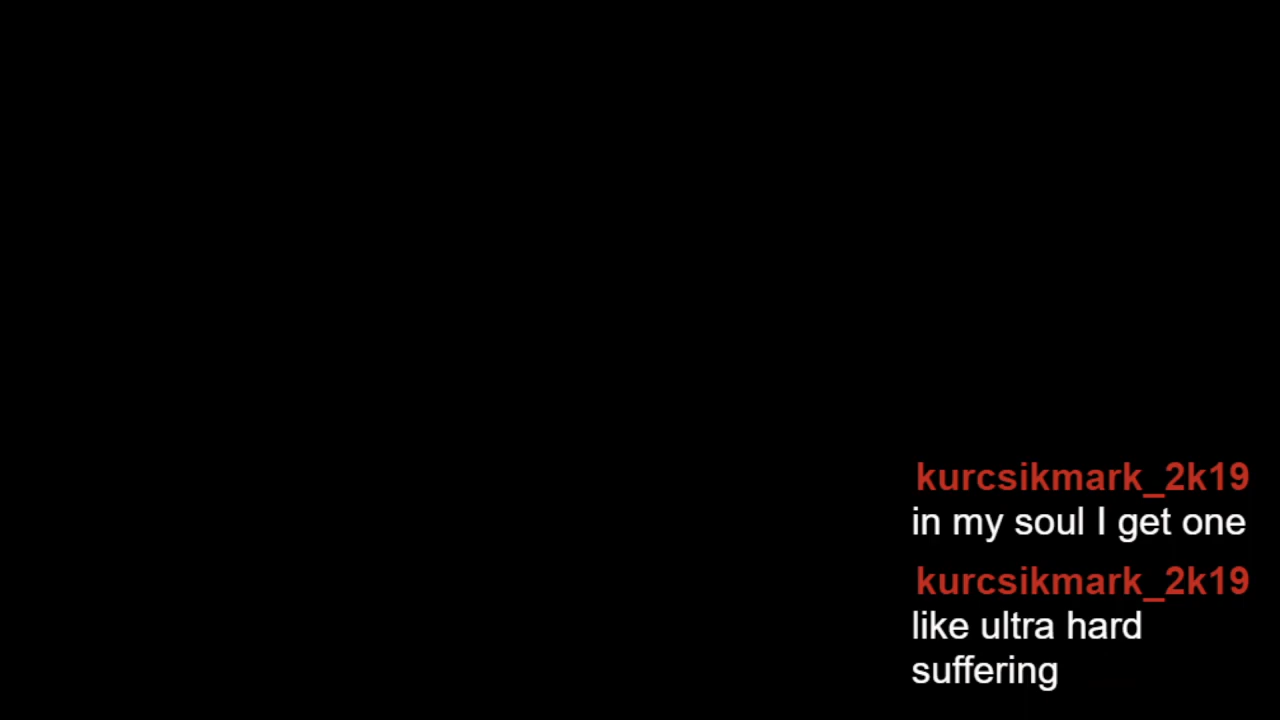 kurcsikmark_2k19
in my soul I get one
kurcsikmark_2k19
like ultra hard
suffering